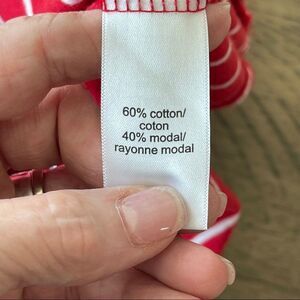 60% cotton/
coton
40% modal/
rayonne modal